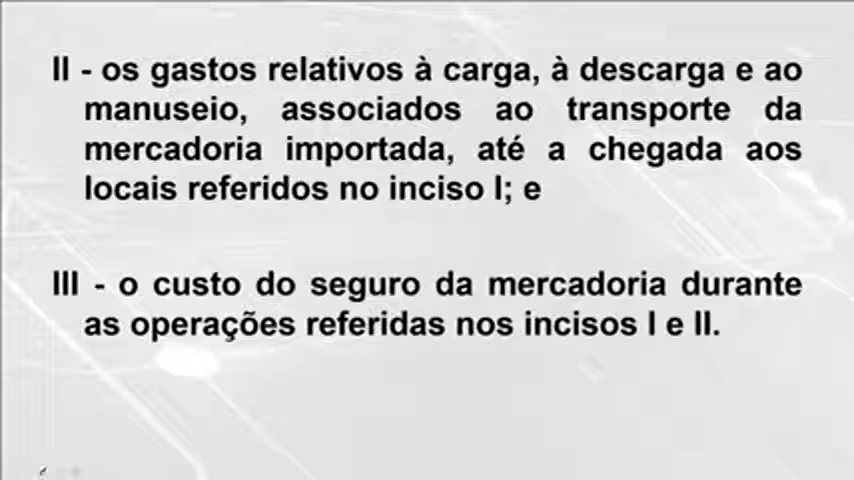 II - os gastos relativos à carga, à descarga e ao
manuseio, associados ao transporte da
mercadoria importada, até a chegada aos
locais referidos no inciso I; e
III - o custo do seguro da mercadoria durante
as operações referidas nos incisos I e II.